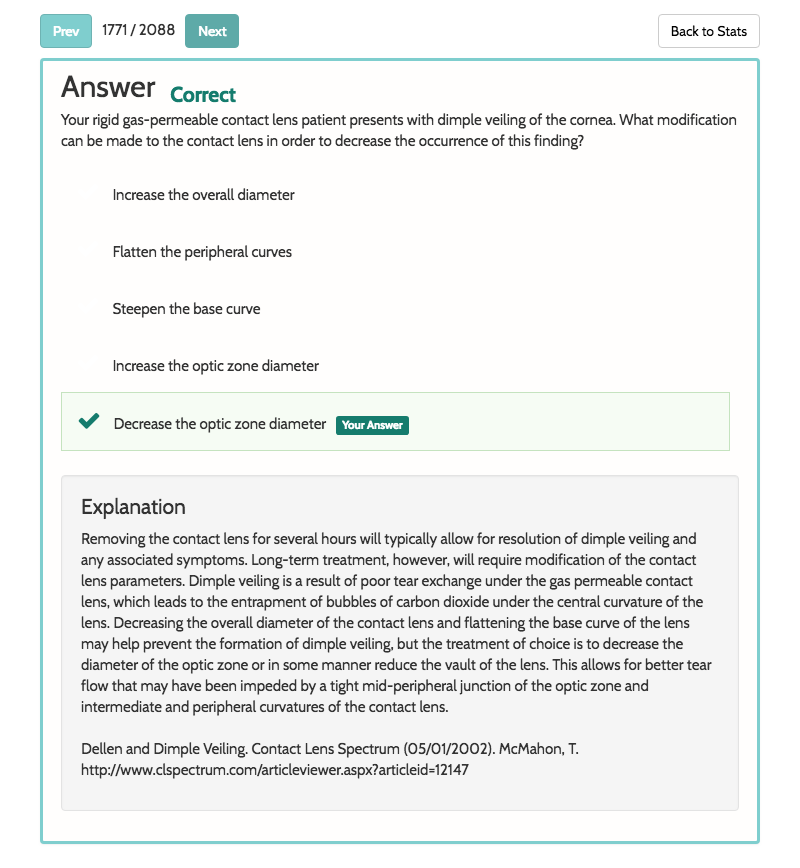 Prev 1771 / 2088 Next Back to Stats
Answer Correct
Your rigid gas-permeable contact lens patient presents with dimple veiling of the cornea. What modification
can be made to the contact lens in order to decrease the occurrence of this finding?
Increase the overall diameter
Flatten the peripheral curves
Steepen the base curve
Increase the optic zone diameter
Decrease the optic zone diameter Your Answer
Explanation
Removing the contact lens for several hours will typically allow for resolution of dimple veiling and
any associated symptoms. Long-term treatment, however, will require modification of the contact
lens parameters. Dimple veiling is a result of poor tear exchange under the gas permeable contact
lens, which leads to the entrapment of bubbles of carbon dioxide under the central curvature of the
lens. Decreasing the overall diameter of the contact lens and flattening the base curve of the lens
may help prevent the formation of dimple veiling, but the treatment of choice is to decrease the
diameter of the optic zone or in some manner reduce the vault of the lens. This allows for better tear
flow that may have been impeded by a tight mid-peripheral junction of the optic zone and
intermediate and peripheral curvatures of the contact lens.
Dellen and Dimple Veiling. Contact Lens Spectrum (05/01/2002). McMahon, T.
http://www.clspectrum.com/articleviewer.aspx?articleid=12147